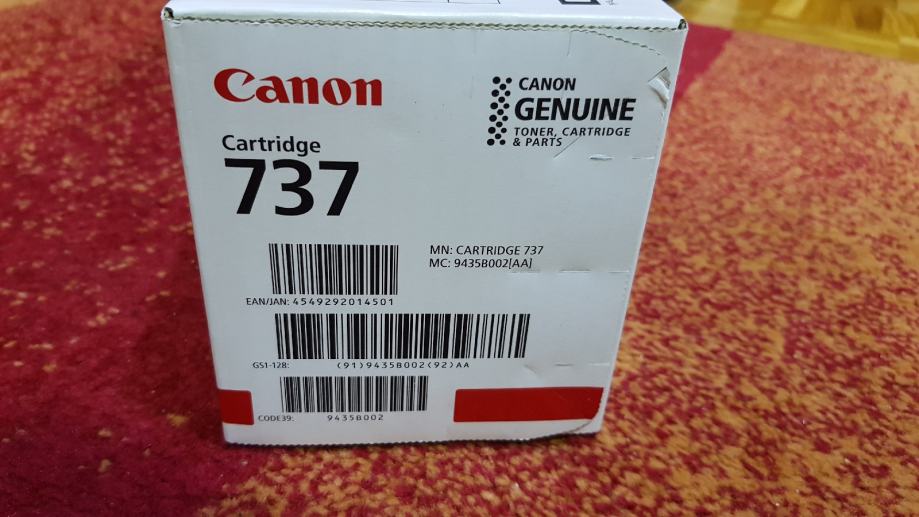 Canon
CANON
GENUINE
TONER, CARTRIDGE
& PARTS
Cartridge
737
MN: CARTRIDGE 737
MC: 9435B002[AA]
EAN/JAN: 4549292014501
GS1-128: (91)9435B002(92)AA
CODE39: 9435B002